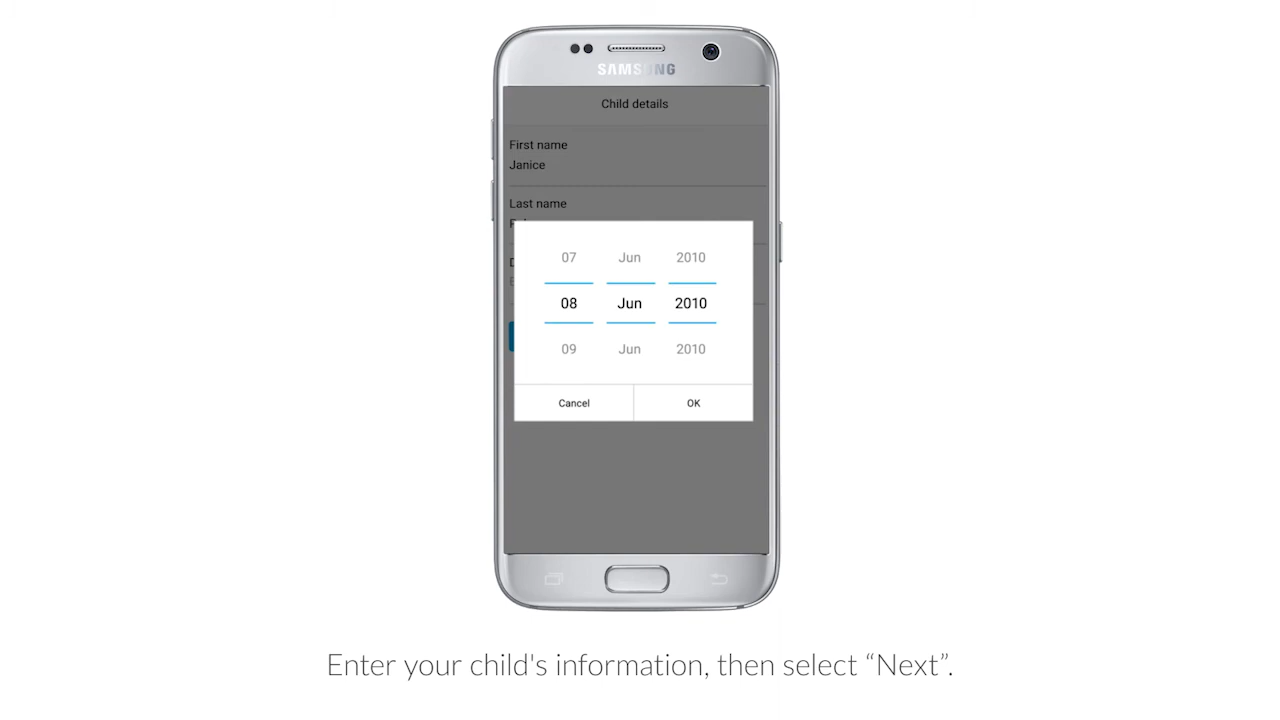 SAMSUNG
Child details
First name
Janice
Last name
07 Jun 2010
08 Jun 2010
09 Jun 2010
Cancel OK
Enter your child's information, then select “Next”.